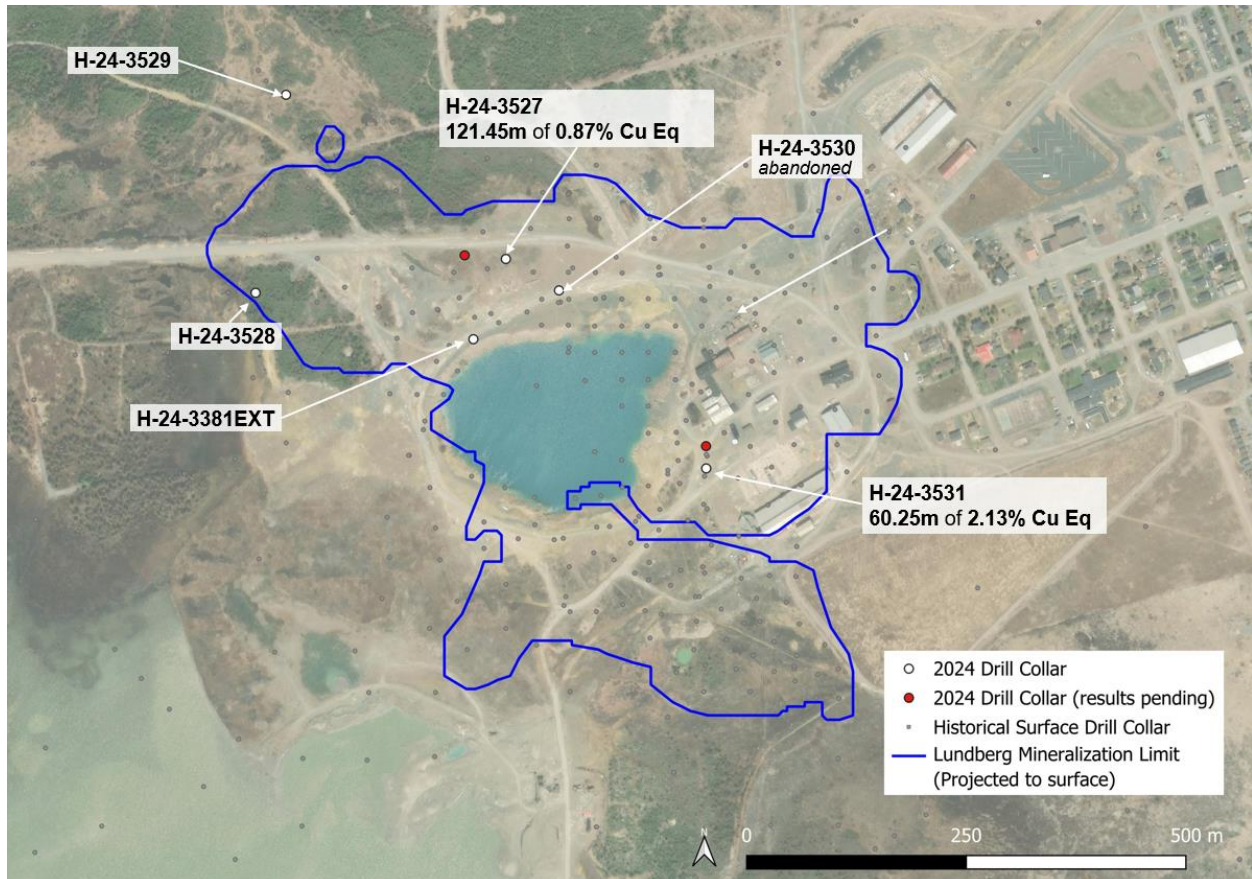 H-24-3529
H-24-3527
121.45m of 0.87% Cu Eq
H-24-3530
abandoned
H-24-3528
H-24-3381EXT
H-24-3531
60.25m of 2.13% Cu Eq
2024 Drill Collar
2024 Drill Collar (results pending)
Historical Surface Drill Collar
Lundberg Mineralization Limit
(Projected to surface)
N
0
250
500 m